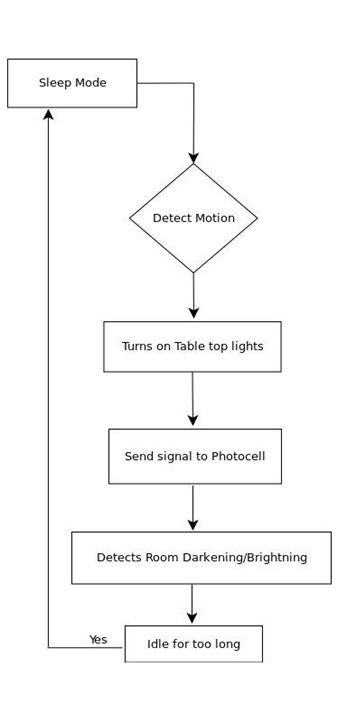 Sleep Mode
Detect Motion
Turns on Table top lights
Send signal to Photocell
Detects Room Darkening/Brightning
Yes
Idle for too long